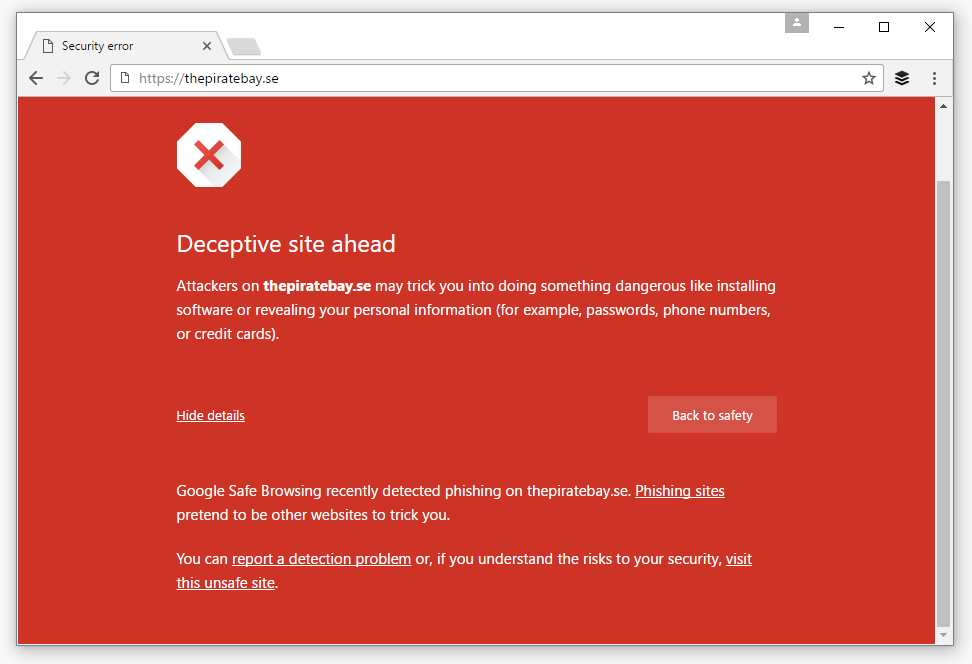 Security error
https://thepiratebay.se
Deceptive site ahead
Attackers on thepiratebay.se may trick you into doing something dangerous like installing
software or revealing your personal information (for example, passwords, phone numbers,
or credit cards).
Hide details
Back to safety
Google Safe Browsing recently detected phishing on thepiratebay.se. Phishing sites
pretend to be other websites to trick you.
You can report a detection problem or, if you understand the risks to your security, visit
this unsafe site.